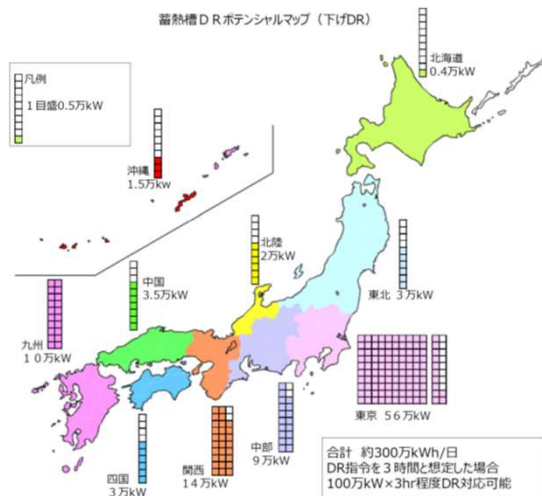 蓄熱槽DRポテンシャルマップ（下げDR）
凡例
1目盛0.5万kW
北海道
0.4万kW
沖縄
1.5万kW
北陸
2万kW
東北 3万kW
中国
3.5万kW
九州
10万kW
東京 56万kW
中部
9万kW
関西
14万kW
四国
3万kW
合計 約300万kWh/日
DR指令を3時間と想定した場合
100万kW×3hr程度DR対応可能